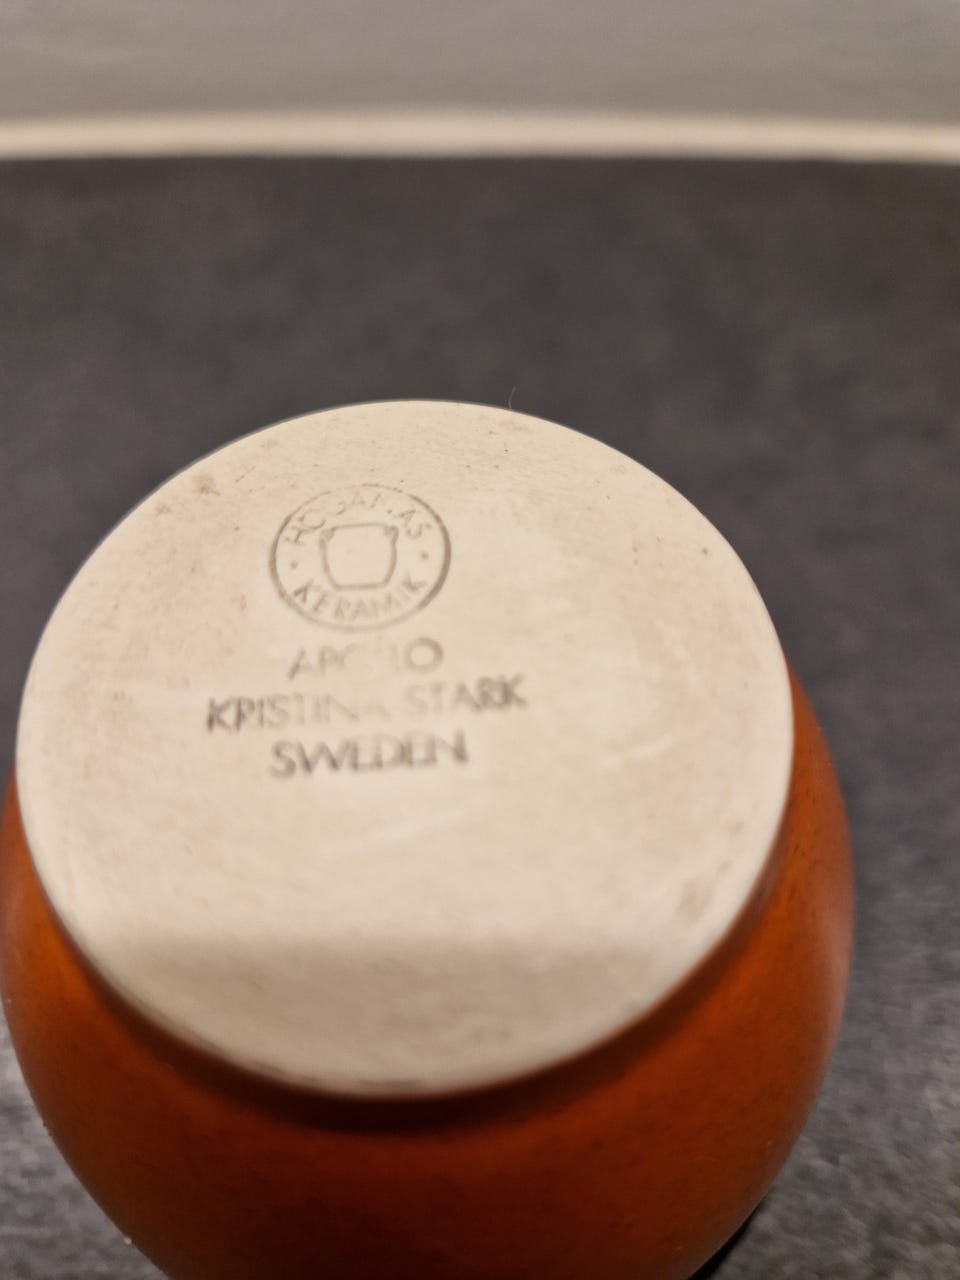 HÖGANÄS
KERAMIK
APOLLO
KRISTINA STARK
SWEDEN